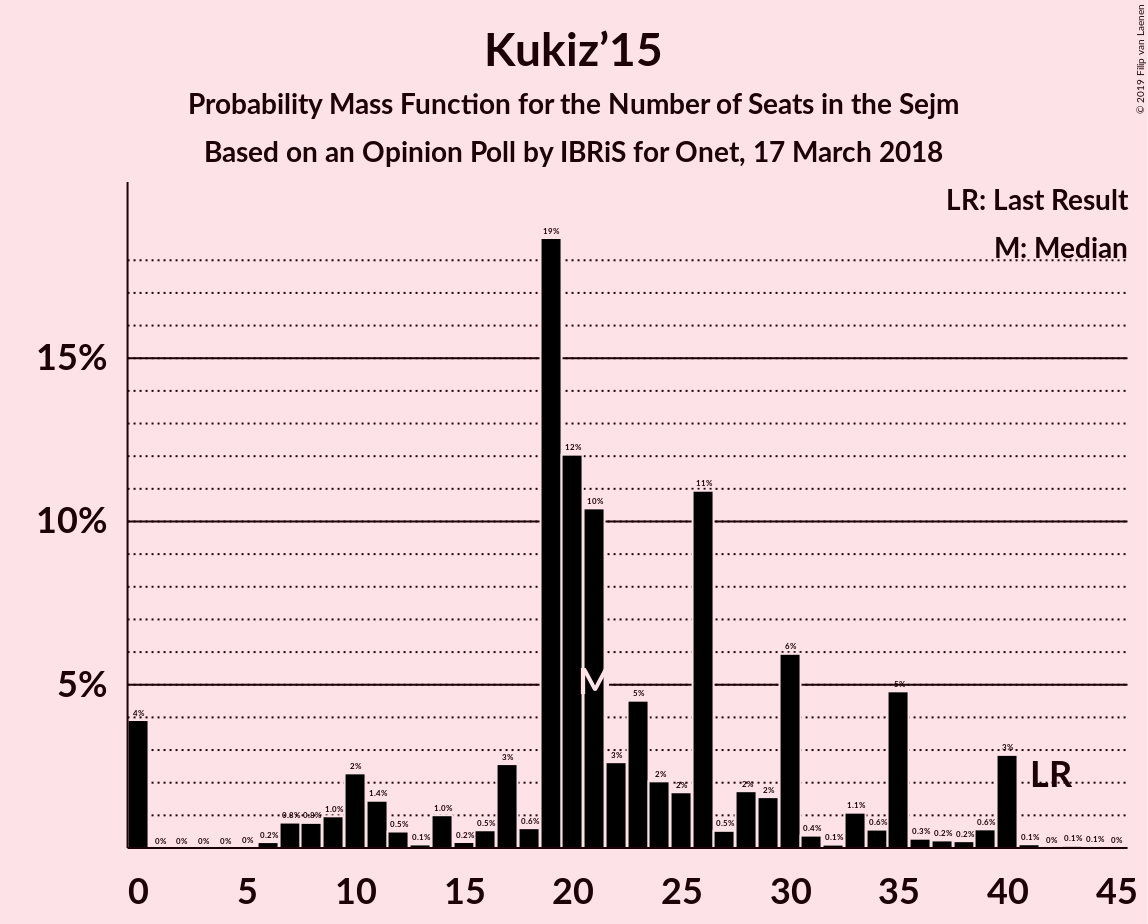 Kukiz’15
Probability Mass Function for the Number of Seats in the Sejm
Based on an Opinion Poll by IBRiS for Onet, 17 March 2018
© 2019 Filip van Laenen
LR: Last Result
M: Median
15%
10%
5%
4% 0% 0% 0% 0% 0% 0.2% 0.8% 0.8% 1.0% 2% 1.4% 0.5% 0.1% 1.0% 0.2% 0.5% 3% 0.6% 19% 12% 10% 3% 5% 2% 2% 11% 0.5% 2% 2% 6% 0.4% 0.1% 1.1% 0.6% 5% 0.3% 0.2% 0.2% 0.6% 3% 0.1% 0% 0.1% 0.1% 0%
M
LR
0 5 10 15 20 25 30 35 40 45